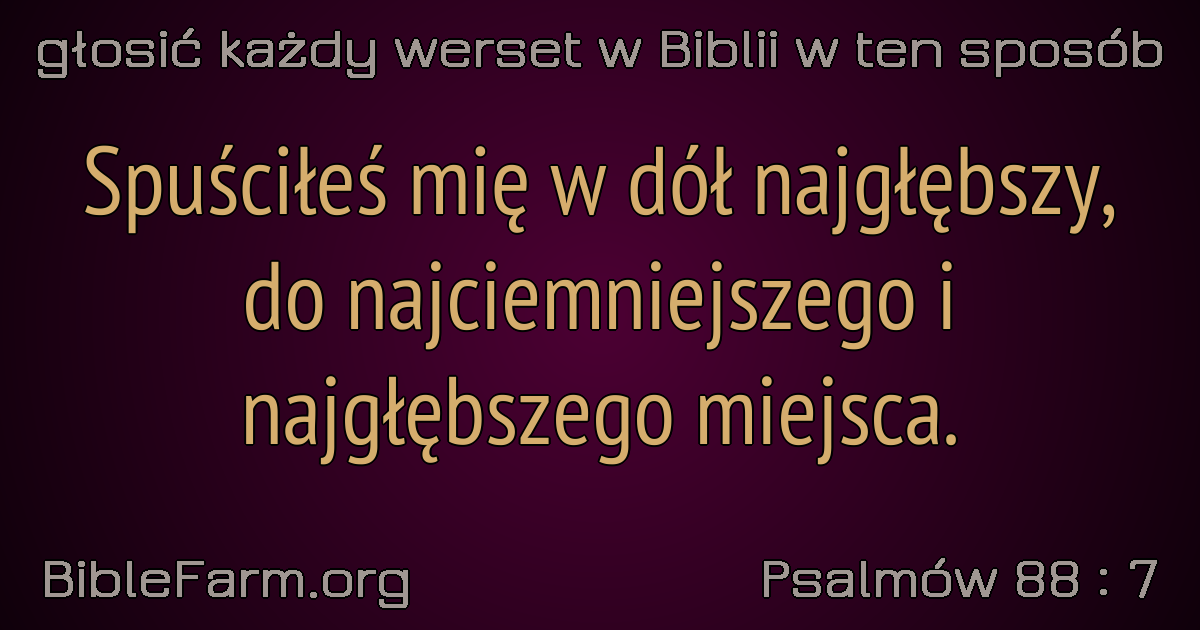 głosić każdy werset w Biblii w ten sposób
Spuściłeś mię w dół najgłębszy,
do najciemniejszego i
najgłębszego miejsca.
BibleFarm.org
Psalmów 88 : 7